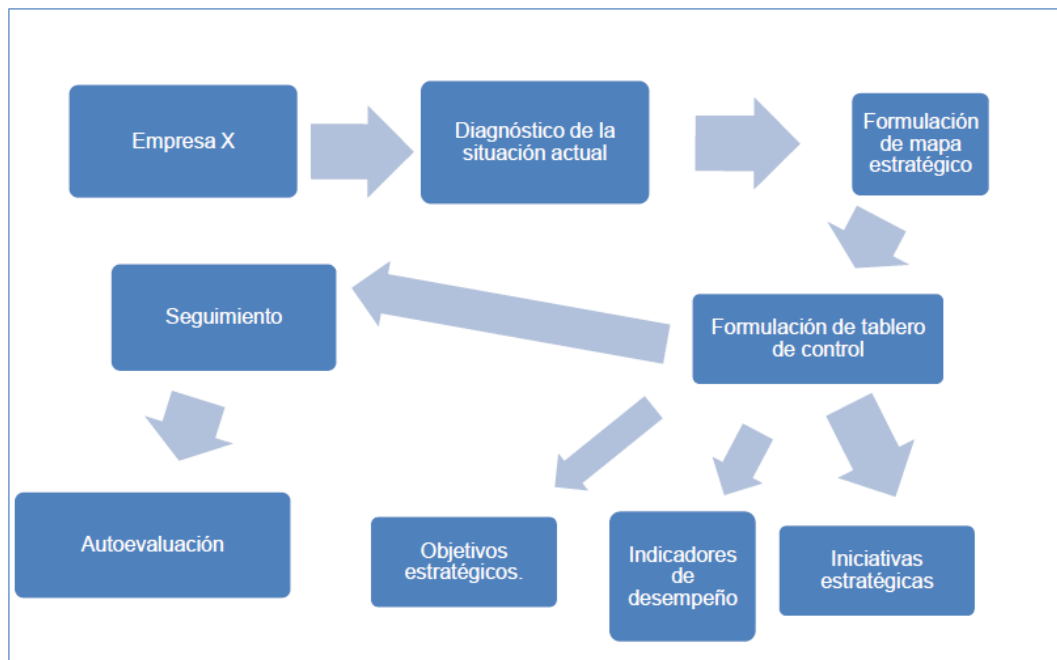 Empresa X
Diagnóstico de la
situación actual
Formulación
de mapa
estratégico
Seguimiento
Formulación de tablero
de control
Autoevaluación
Objetivos
estratégicos.
Indicadores
de
desempeño
Iniciativas
estratégicas